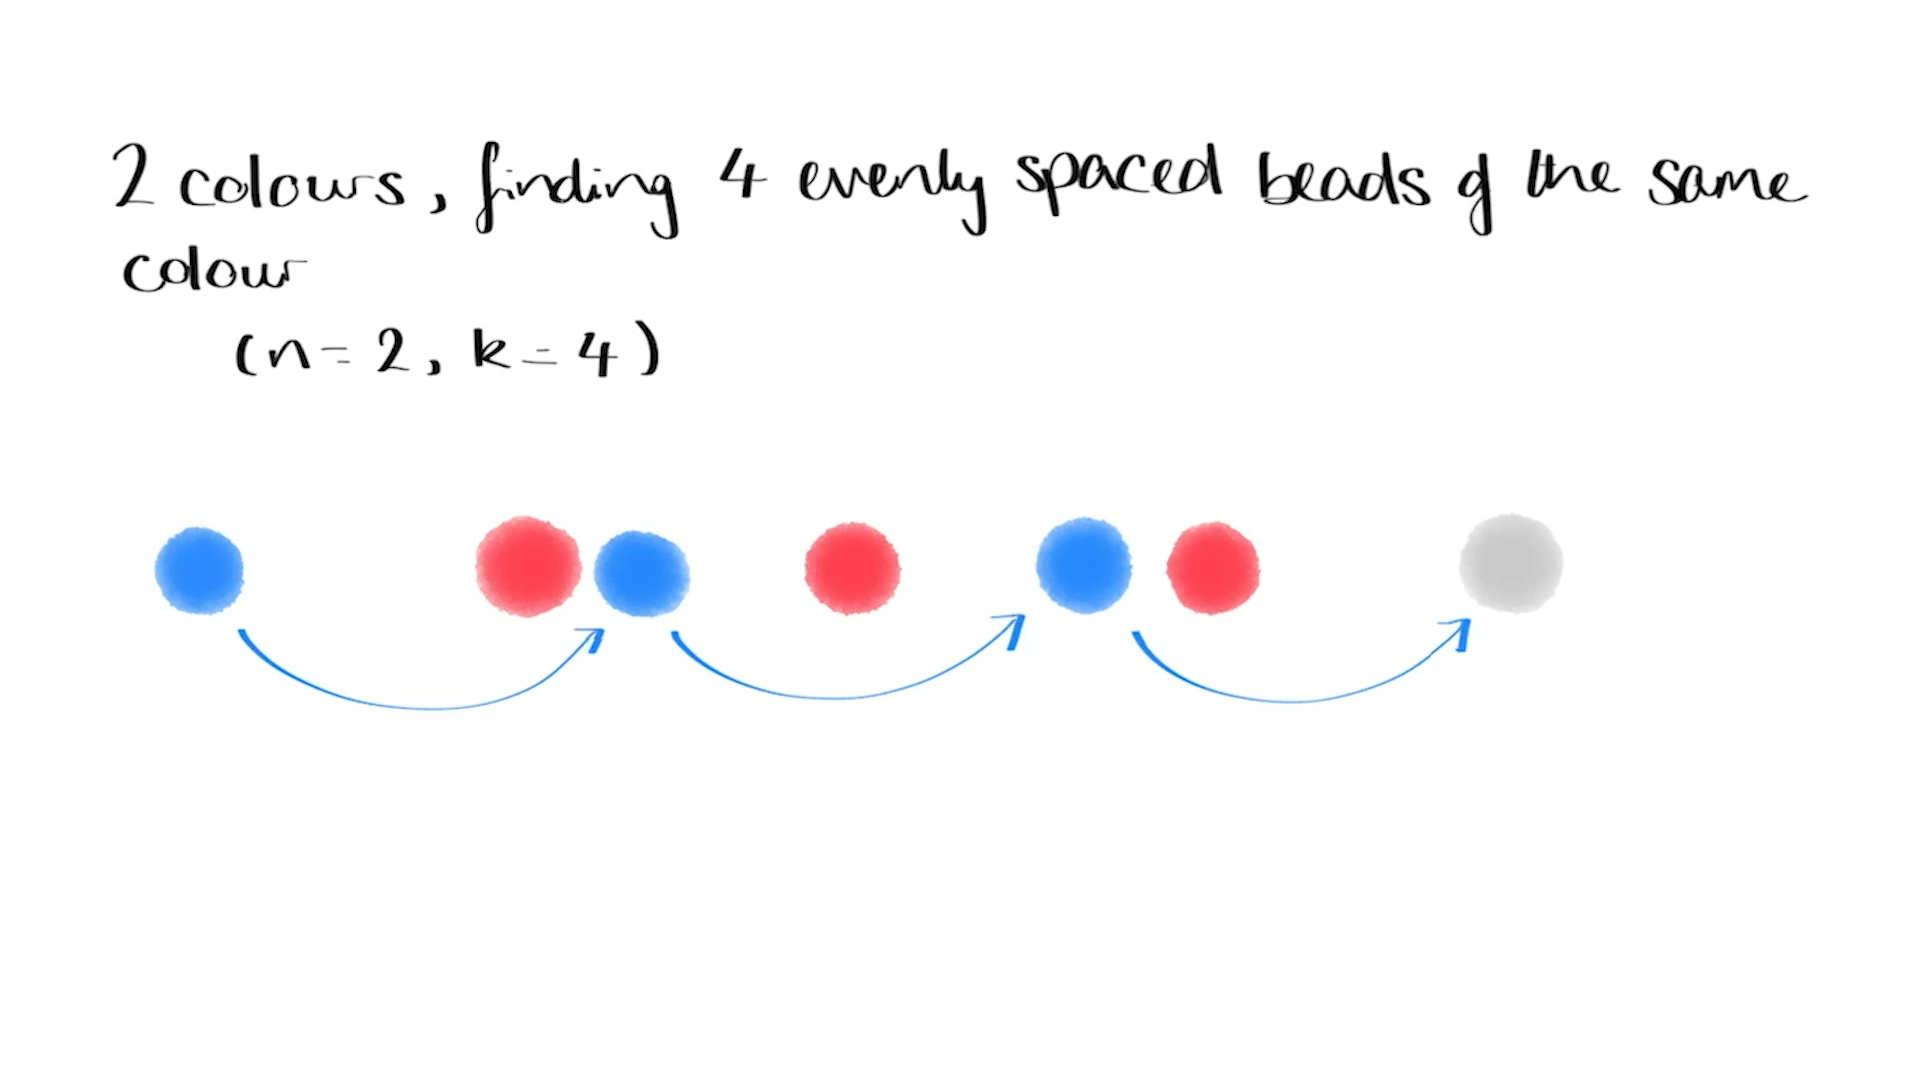 2 colours, finding 4 evenly spaced beads of the same
colour
(n = 2, k = 4)